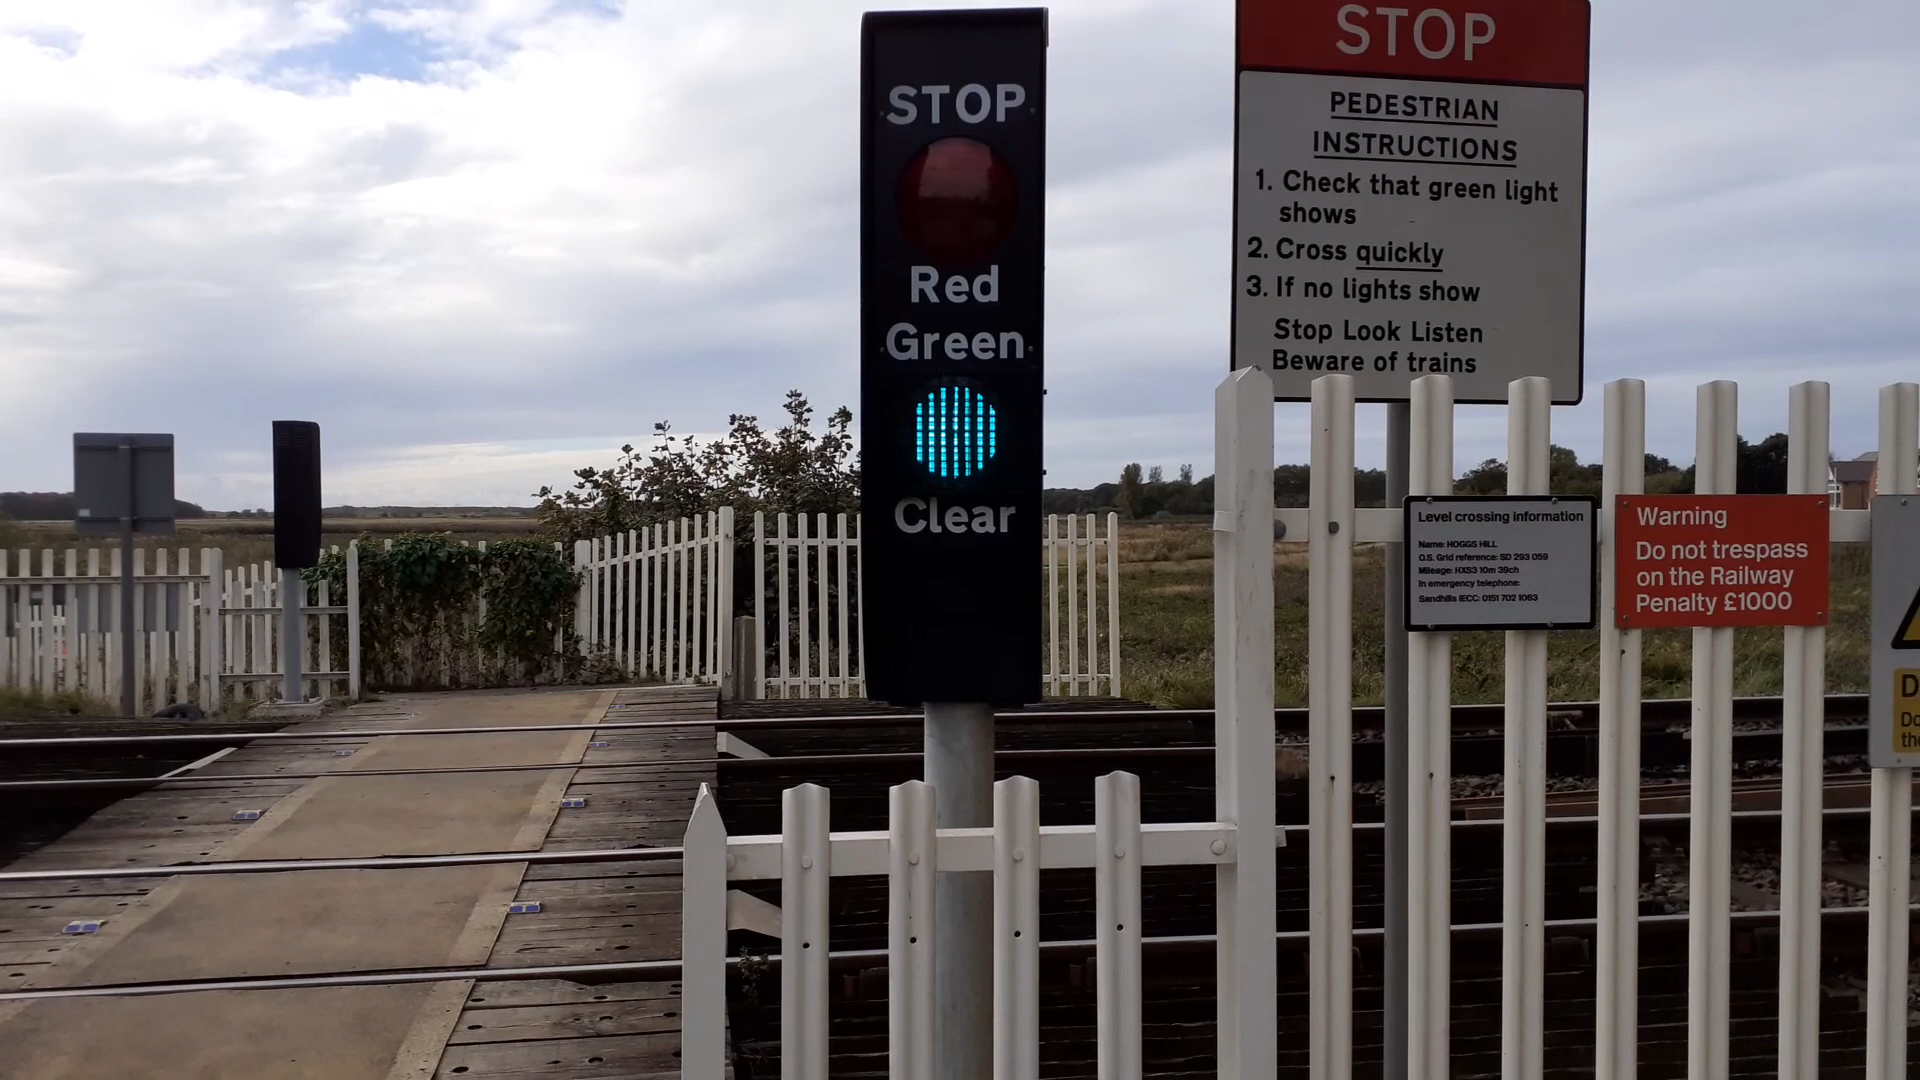 STOP
Red
Green
Clear
STOP
PEDESTRIAN
INSTRUCTIONS
1. Check that green light
shows
2. Cross quickly
3. If no lights show
Stop Look Listen
Beware of trains
Level crossing information
Name: HOGGS HILL
O.S. Grid reference: SD 293 059
Mileage: HXS3 10m 39ch
In emergency telephone:
Sandhills IECC: 0151 702 1063
Warning
Do not trespass
on the Railway
Penalty £1000